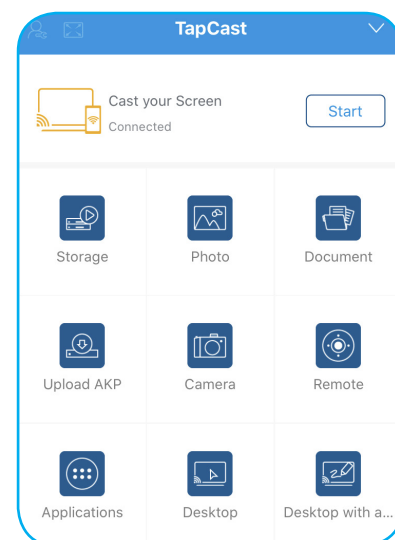 TapCast
Cast your Screen
Connected
Start
Storage
Photo
Document
Upload AKP
Camera
Remote
Applications
Desktop
Desktop with a...